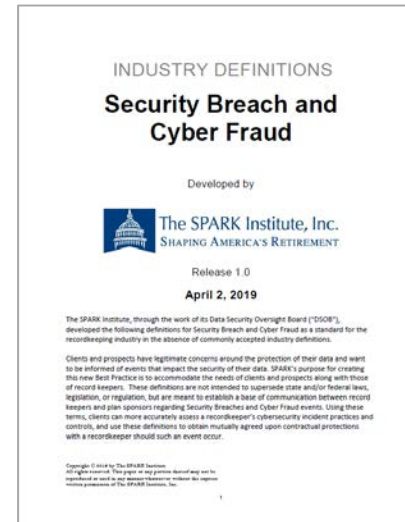 INDUSTRY DEFINITIONS
Security Breach and
Cyber Fraud
Developed by
The SPARK Institute, Inc.
SHAPING AMERICA'S RETIREMENT
Release 1.0
April 2, 2019
The SPARK Institute, through the work of its Data Security Oversight Board ("DSOB"),
developed the following definitions for Security Breach and Cyber Fraud as a standard for the
recordkeeping industry in the absence of commonly accepted industry definitions.
Clients and prospects have legitimate concerns around the protection of their data and want
to be informed of events that impact the security of their data. SPARK's purpose for creating
this new Best Practice is to accommodate the needs of clients and prospects along with those
of record keepers. These definitions are not intended to supersede state and/or federal laws,
legislation, or regulation, but are meant to establish a base of communication between record
keepers and plan sponsors regarding Security Breaches and Cyber Fraud events. Using these
terms, clients can more accurately assess a recordkeeper's cybersecurity incident practices and
controls, and use these definitions to obtain mutually agreed upon contractual protections
with a recordkeeper should such an event occur.
Copyright © 2019 by The SPARK Institute
All rights reserved. This paper or any portion thereof may not be
reproduced or used in any manner whatsoever without the express
written permission of The SPARK Institute, Inc.
1